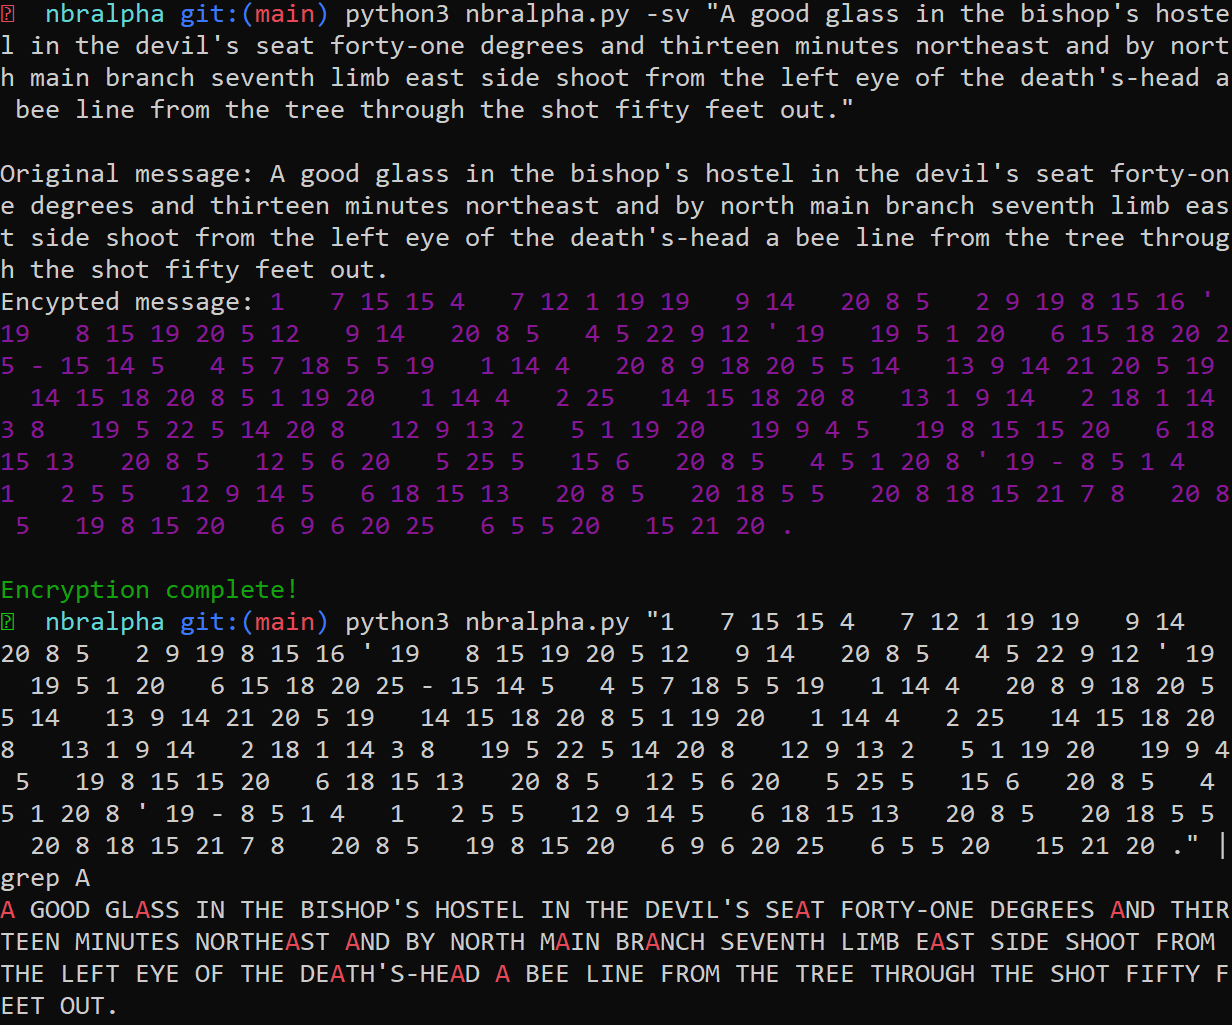 nbralpha git:(main) python3 nbralpha.py -sv "A good glass in the bishop's hoste
l in the devil's seat forty-one degrees and thirteen minutes northeast and by nort
h main branch seventh limb east side shoot from the left eye of the death's-head a
 bee line from the tree through the shot fifty feet out."

Original message: A good glass in the bishop's hostel in the devil's seat forty-on
e degrees and thirteen minutes northeast and by north main branch seventh limb eas
t side shoot from the left eye of the death's-head a bee line from the tree throug
h the shot fifty feet out.
Encypted message: 1   7 15 15 4   7 12 1 19 19   9 14   20 8 5   2 9 19 8 15 16 '
19   8 15 19 20 5 12   9 14   20 8 5   4 5 22 9 12 ' 19   19 5 1 20   6 15 18 20 2
5 - 15 14 5   4 5 7 18 5 5 19   1 14 4   20 8 9 18 20 5 5 14   13 9 14 21 20 5 19
  14 15 18 20 8 5 1 19 20   1 14 4   2 25   14 15 18 20 8   13 1 9 14   2 18 1 14
3 8   19 5 22 5 14 20 8   12 9 13 2   5 1 19 20   19 9 4 5   19 8 15 15 20   6 18
15 13   20 8 5   12 5 6 20   5 25 5   15 6   20 8 5   4 5 1 20 8 ' 19 - 8 5 1 4
1   2 5 5   12 9 14 5   6 18 15 13   20 8 5   20 18 5 5   20 8 18 15 21 7 8   20 8
 5   19 8 15 20   6 9 6 20 25   6 5 5 20   15 21 20 .

Encryption complete!
nbralpha git:(main) python3 nbralpha.py "1   7 15 15 4   7 12 1 19 19   9 14
20 8 5   2 9 19 8 15 16 ' 19   8 15 19 20 5 12   9 14   20 8 5   4 5 22 9 12 ' 19
  19 5 1 20   6 15 18 20 25 - 15 14 5   4 5 7 18 5 5 19   1 14 4   20 8 9 18 20 5
5 14   13 9 14 21 20 5 19   14 15 18 20 8 5 1 19 20   1 14 4   2 25   14 15 18 20
8   13 1 9 14   2 18 1 14 3 8   19 5 22 5 14 20 8   12 9 13 2   5 1 19 20   19 9 4
 5   19 8 15 15 20   6 18 15 13   20 8 5   12 5 6 20   5 25 5   15 6   20 8 5   4
5 1 20 8 ' 19 - 8 5 1 4   1   2 5 5   12 9 14 5   6 18 15 13   20 8 5   20 18 5 5
  20 8 18 15 21 7 8   20 8 5   19 8 15 20   6 9 6 20 25   6 5 5 20   15 21 20 ." |
grep A
A GOOD GLASS IN THE BISHOP'S HOSTEL IN THE DEVIL'S SEAT FORTY-ONE DEGREES AND THIR
TEEN MINUTES NORTHEAST AND BY NORTH MAIN BRANCH SEVENTH LIMB EAST SIDE SHOOT FROM
THE LEFT EYE OF THE DEATH'S-HEAD A BEE LINE FROM THE TREE THROUGH THE SHOT FIFTY F
EET OUT.